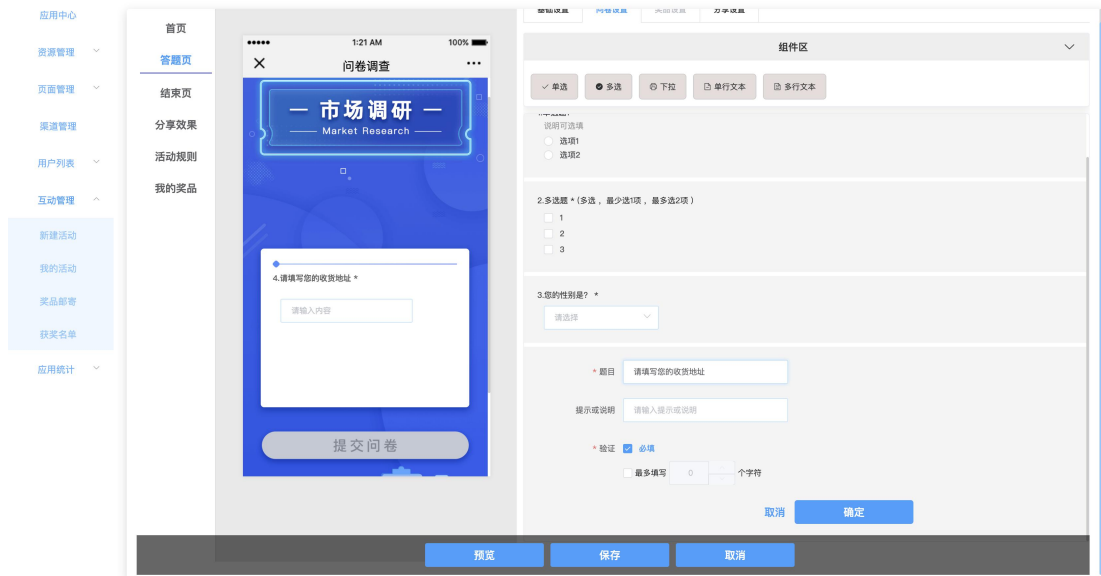 应用中心
资源管理
页面管理
渠道管理
用户列表
互动管理
新建活动
我的活动
奖品邮寄
获奖名单
应用统计
首页
答题页
结束页
分享效果
活动规则
我的奖品
1:21 AM
100%
问卷调查
市场调研
Market Research
4.请填写您的收货地址 *
请输入内容
提交问卷
基础设置 问卷设置 奖品设置 分享设置
组件区
单选 多选 下拉 单行文本 多行文本
说明可选填
选项1
选项2
2.多选题 * (多选 ，最少选1项 ，最多选2项 )
1
2
3
3.您的性别是? *
请选择
* 题目 请填写您的收货地址
提示或说明 请输入提示或说明
* 验证 必填
最多填写 0 个字符
取消 确定
预览 保存 取消